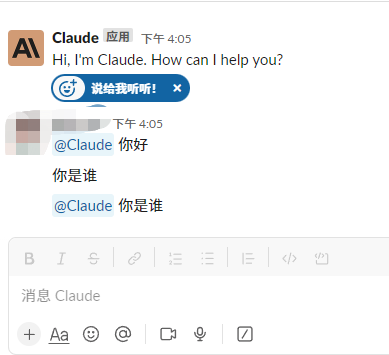 Claude 应用 下午 4:05
Hi, I'm Claude. How can I help you?
说给我听听！ ×
下午 4:05
@Claude 你好
你是谁
@Claude 你是谁
B I S
消息 Claude
+ Aa @